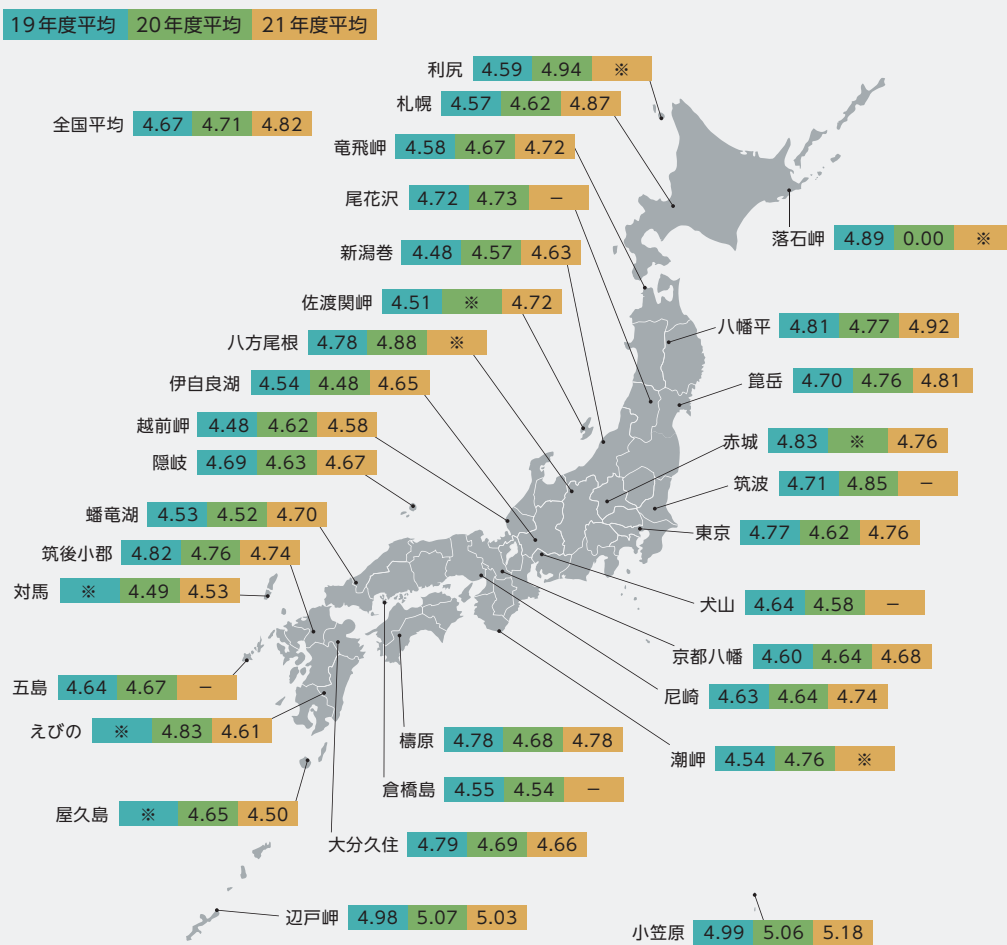 19年度平均 20年度平均 21年度平均
利尻 4.59 4.94 ※
札幌 4.57 4.62 4.87
全国平均 4.67 4.71 4.82
竜飛岬 4.58 4.67 4.72
尾花沢 4.72 4.73 −
落石岬 4.89 0.00 ※
新潟巻 4.48 4.57 4.63
佐渡関岬 4.51 ※ 4.72
八幡平 4.81 4.77 4.92
八方尾根 4.78 4.88 ※
伊自良湖 4.54 4.48 4.65
箟岳 4.70 4.76 4.81
越前岬 4.48 4.62 4.58
赤城 4.83 ※ 4.76
隠岐 4.69 4.63 4.67
筑波 4.71 4.85 −
蟠竜湖 4.53 4.52 4.70
東京 4.77 4.62 4.76
筑後小郡 4.82 4.76 4.74
対馬 ※ 4.49 4.53
犬山 4.64 4.58 −
京都八幡 4.60 4.64 4.68
五島 4.64 4.67 −
尼崎 4.63 4.64 4.74
えびの ※ 4.83 4.61
檮原 4.78 4.68 4.78
潮岬 4.54 4.76 ※
倉橋島 4.55 4.54 −
屋久島 ※ 4.65 4.50
大分久住 4.79 4.69 4.66
辺戸岬 4.98 5.07 5.03
小笠原 4.99 5.06 5.18